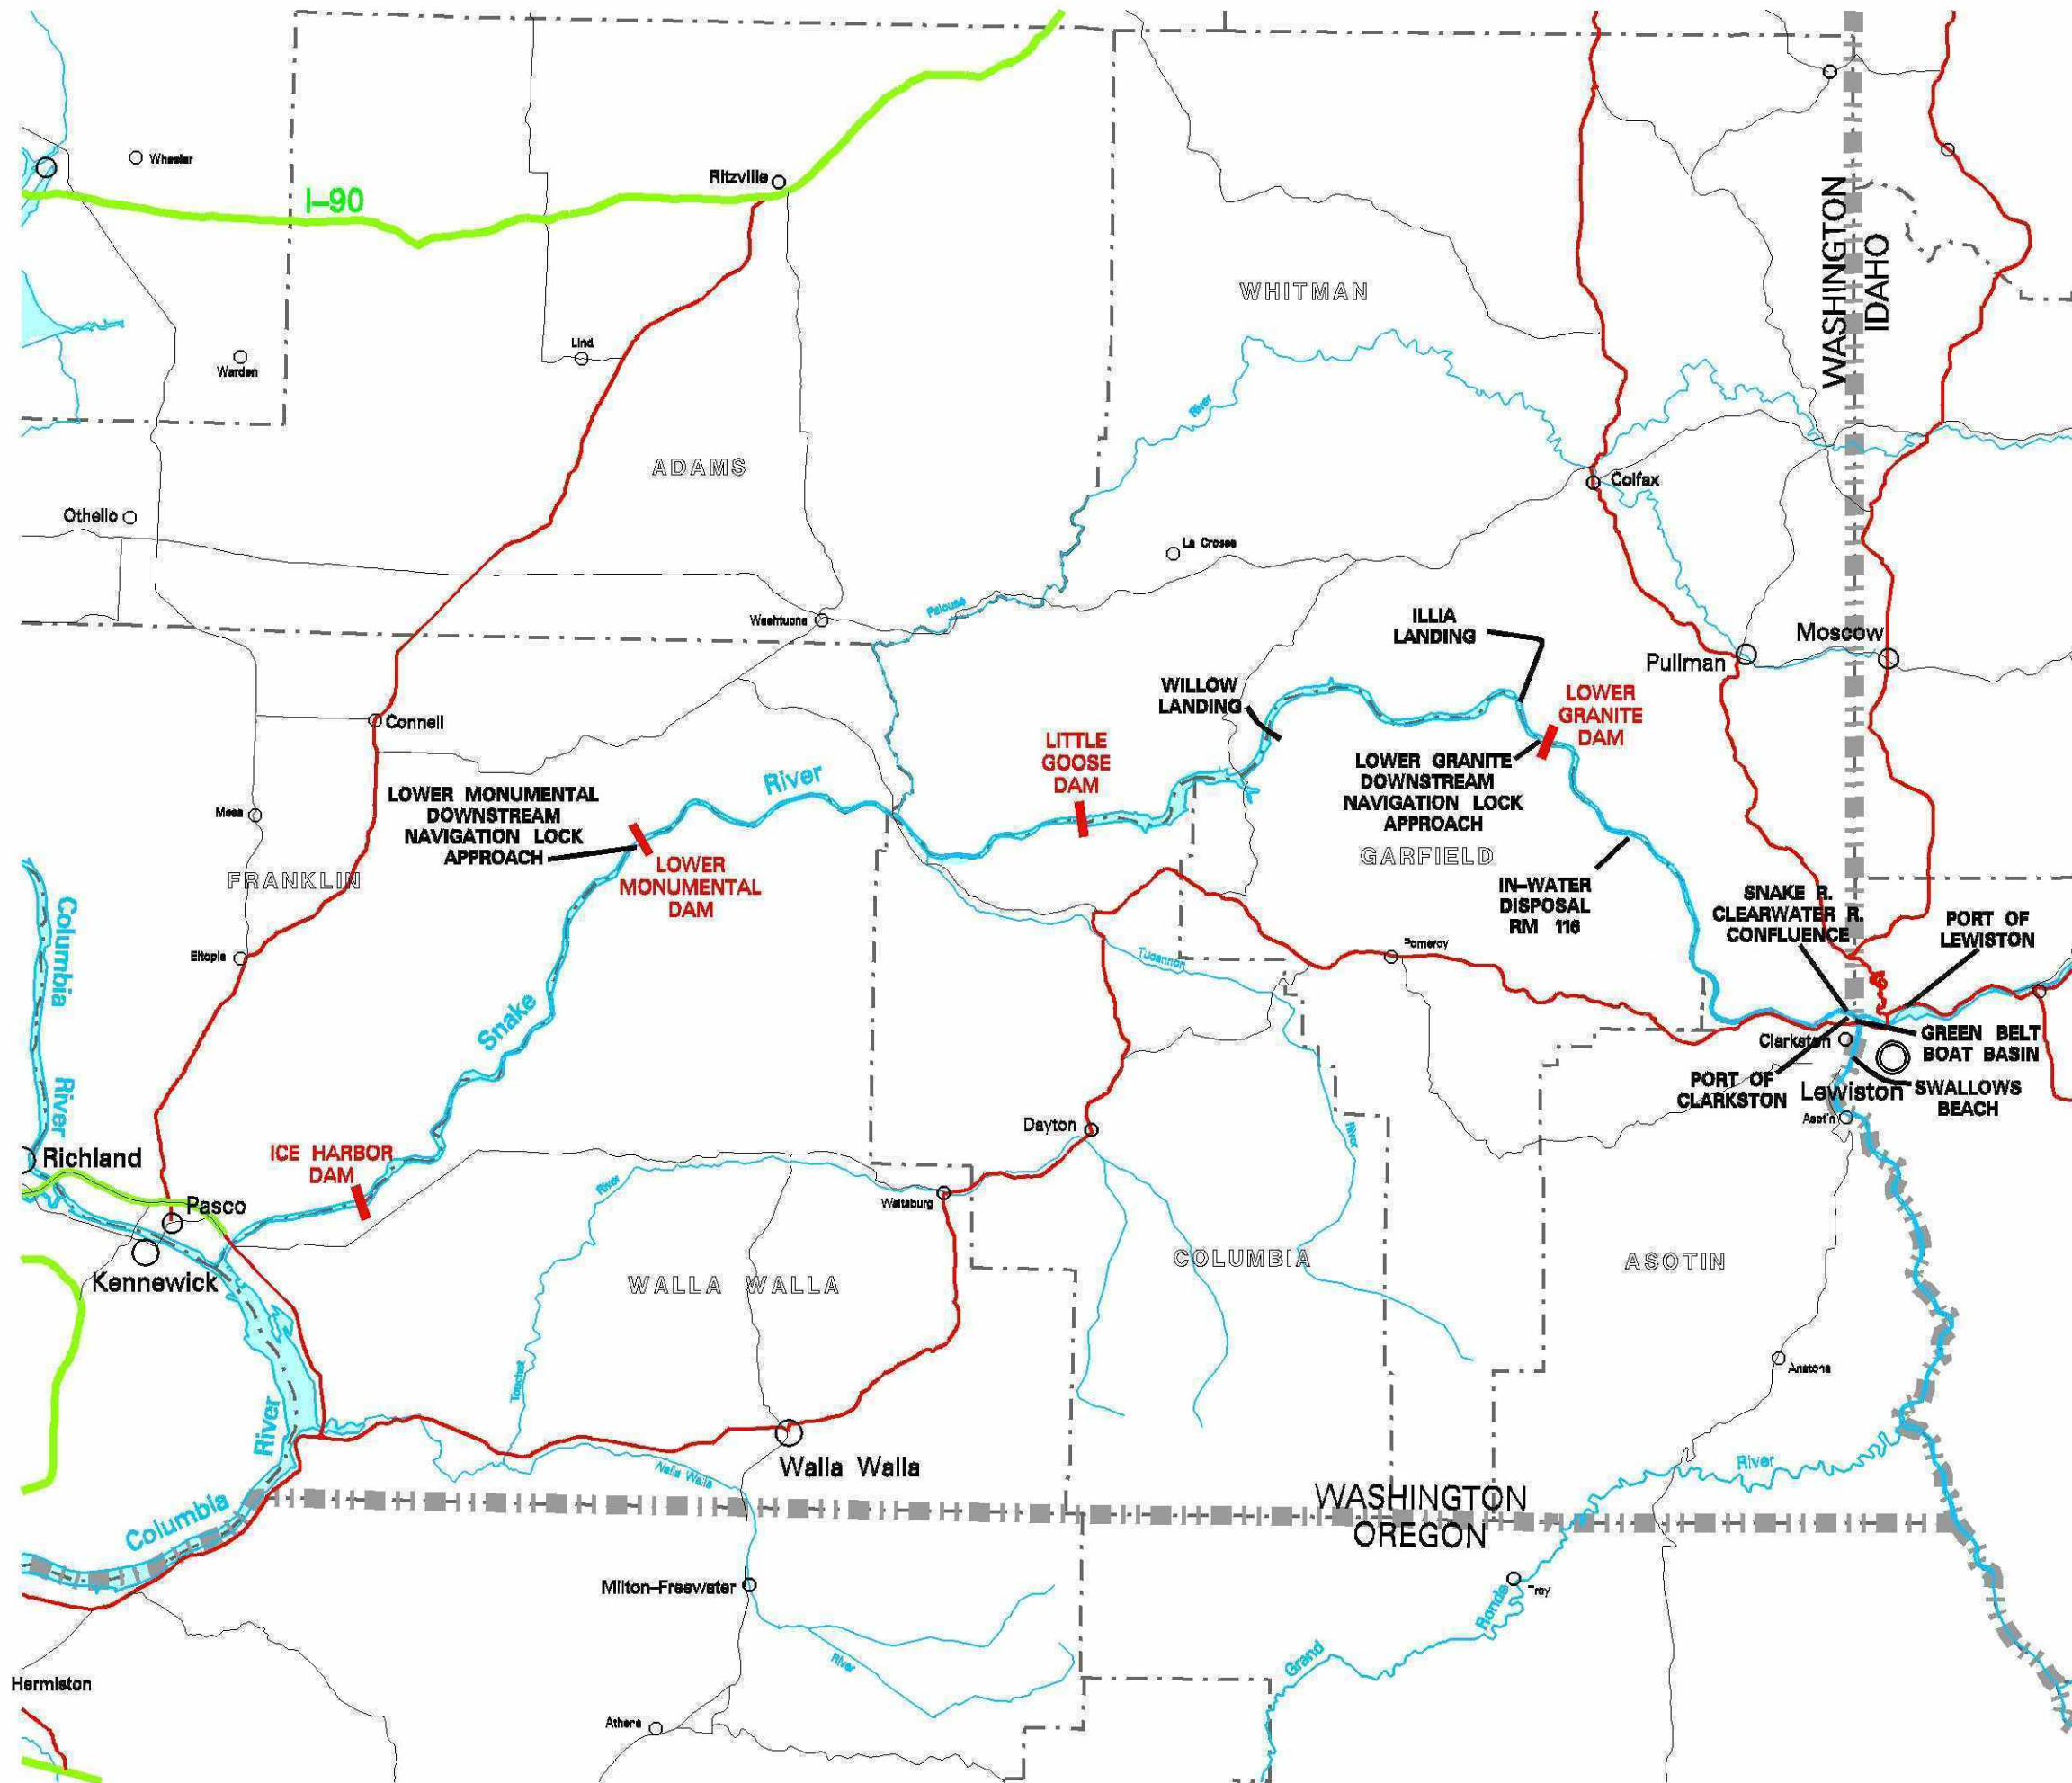 Wheeler
I-90
Ritzville
WHITMAN
WASHINGTON
IDAHO
Lind
Warden
River
ADAMS
Colfax
Othello
La Crosse
Palouse
Washtucna
ILLIA
LANDING
Moscow
Pullman
WILLOW
LANDING
LOWER
GRANITE
DAM
Connell
LITTLE
GOOSE
DAM
LOWER GRANITE
DOWNSTREAM
NAVIGATION LOCK
APPROACH
River
LOWER MONUMENTAL
DOWNSTREAM
NAVIGATION LOCK
APPROACH
Mesa
GARFIELD
LOWER
MONUMENTAL
DAM
FRANKLIN
IN-WATER
DISPOSAL
RM 116
SNAKE R.
CLEARWATER R.
CONFLUENCE
PORT OF
LEWISTON
Columbia
River
Eltopia
Pomeroy
Tucannon
Snake
Clarkston
GREEN BELT
BOAT BASIN
PORT OF
CLARKSTON
Lewiston
SWALLOWS
BEACH
Asotin
Dayton
River
Richland
ICE HARBOR
DAM
River
Waitsburg
Pasco
Kennewick
WALLA WALLA
COLUMBIA
ASOTIN
Touchet
Anatone
River
Walla Walla
Walla Walla
River
WASHINGTON
OREGON
Columbia
Milton-Freewater
Ronde
Grand
River
Hermiston
Athena